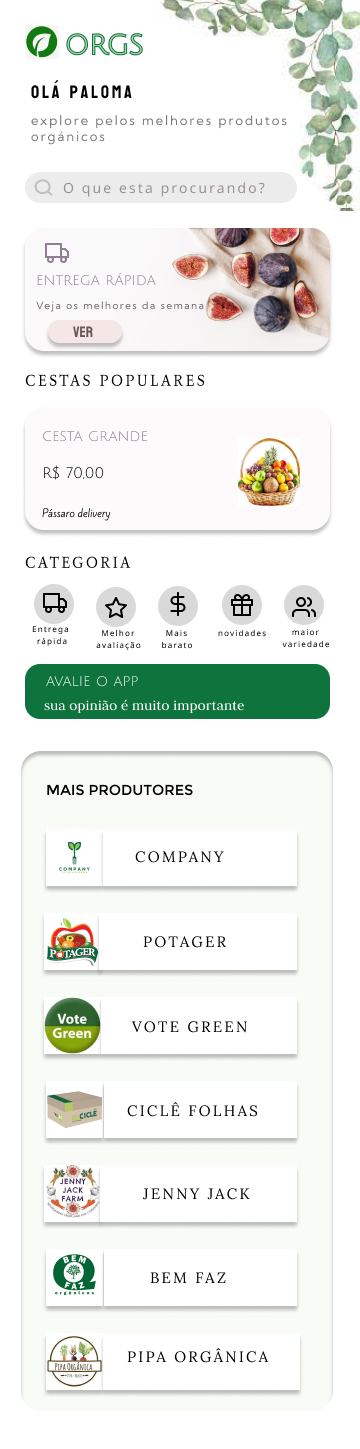 ORGS
OLÁ PALOMA
explore pelos melhores produtos
orgánicos
O que esta procurando?
ENTREGA RÁPIDA
Veja os melhores da semana
VER
CESTAS POPULARES
CESTA GRANDE
R$ 70,00
Pássaro delivery
CATEGORIA
Entrega
rápida
Melhor
avaliação
Mais
barato
novidades
maior
variedade
AVALIE O APP
sua opinião é muito importante
MAIS PRODUTORES
COMPANY
COMPANY
POTAGER
POTAGER
Vote
Green
VOTE GREEN
CICLÉ
CICLÊ FOLHAS
JENNY
JACK
FARM
JENNY JACK
BEM
FAZ
orgânicos
BEM FAZ
PIPA ORGÂNICA
PIPA ORGÂNICA